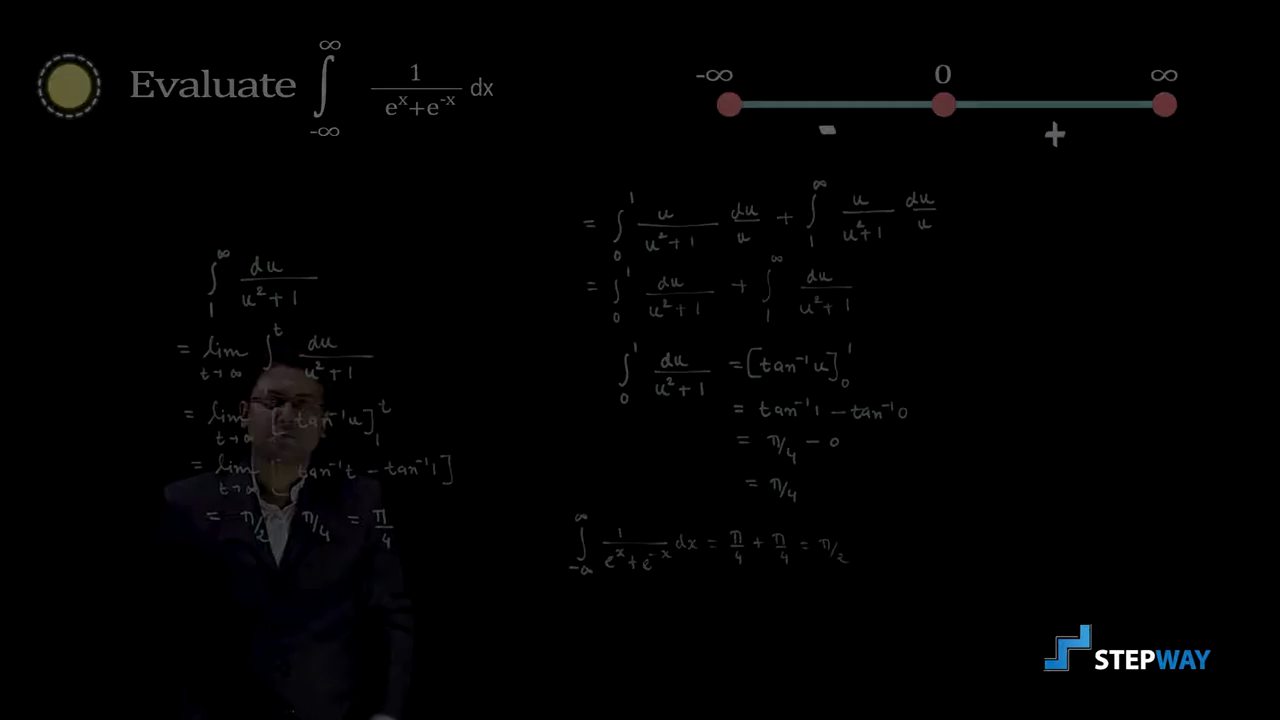 Evaluate ∫_{-∞}^{∞} 1/(e^x+e^{-x}) dx
-∞ 0 ∞
- +
= ∫_0^1 u/(u²+1) du/u + ∫_1^∞ u/(u²+1) du/u
= ∫_0^1 du/(u²+1) + ∫_1^∞ du/(u²+1)
∫_0^1 du/(u²+1) = [tan⁻¹u]_0^1
= tan⁻¹1 - tan⁻¹0
= π/4 - 0
= π/4
∫_1^∞ du/(u²+1)
= lim_{t→∞} ∫_1^t du/(u²+1)
= lim_{t→∞} [tan⁻¹u]_1^t
= lim_{t→∞} [tan⁻¹t - tan⁻¹1]
= π/2 π/4 = π/4
∫_{-∞}^{∞} 1/(e^x+e^{-x}) dx = π/4 + π/4 = π/2
STEPWAY